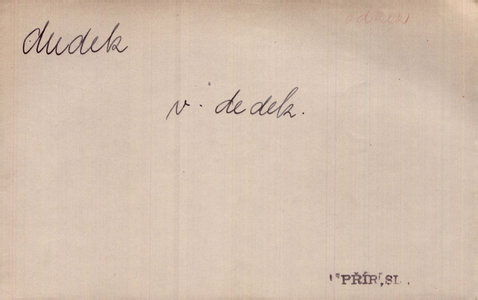 dudek
v. dedek.
PŘÍR,SL.